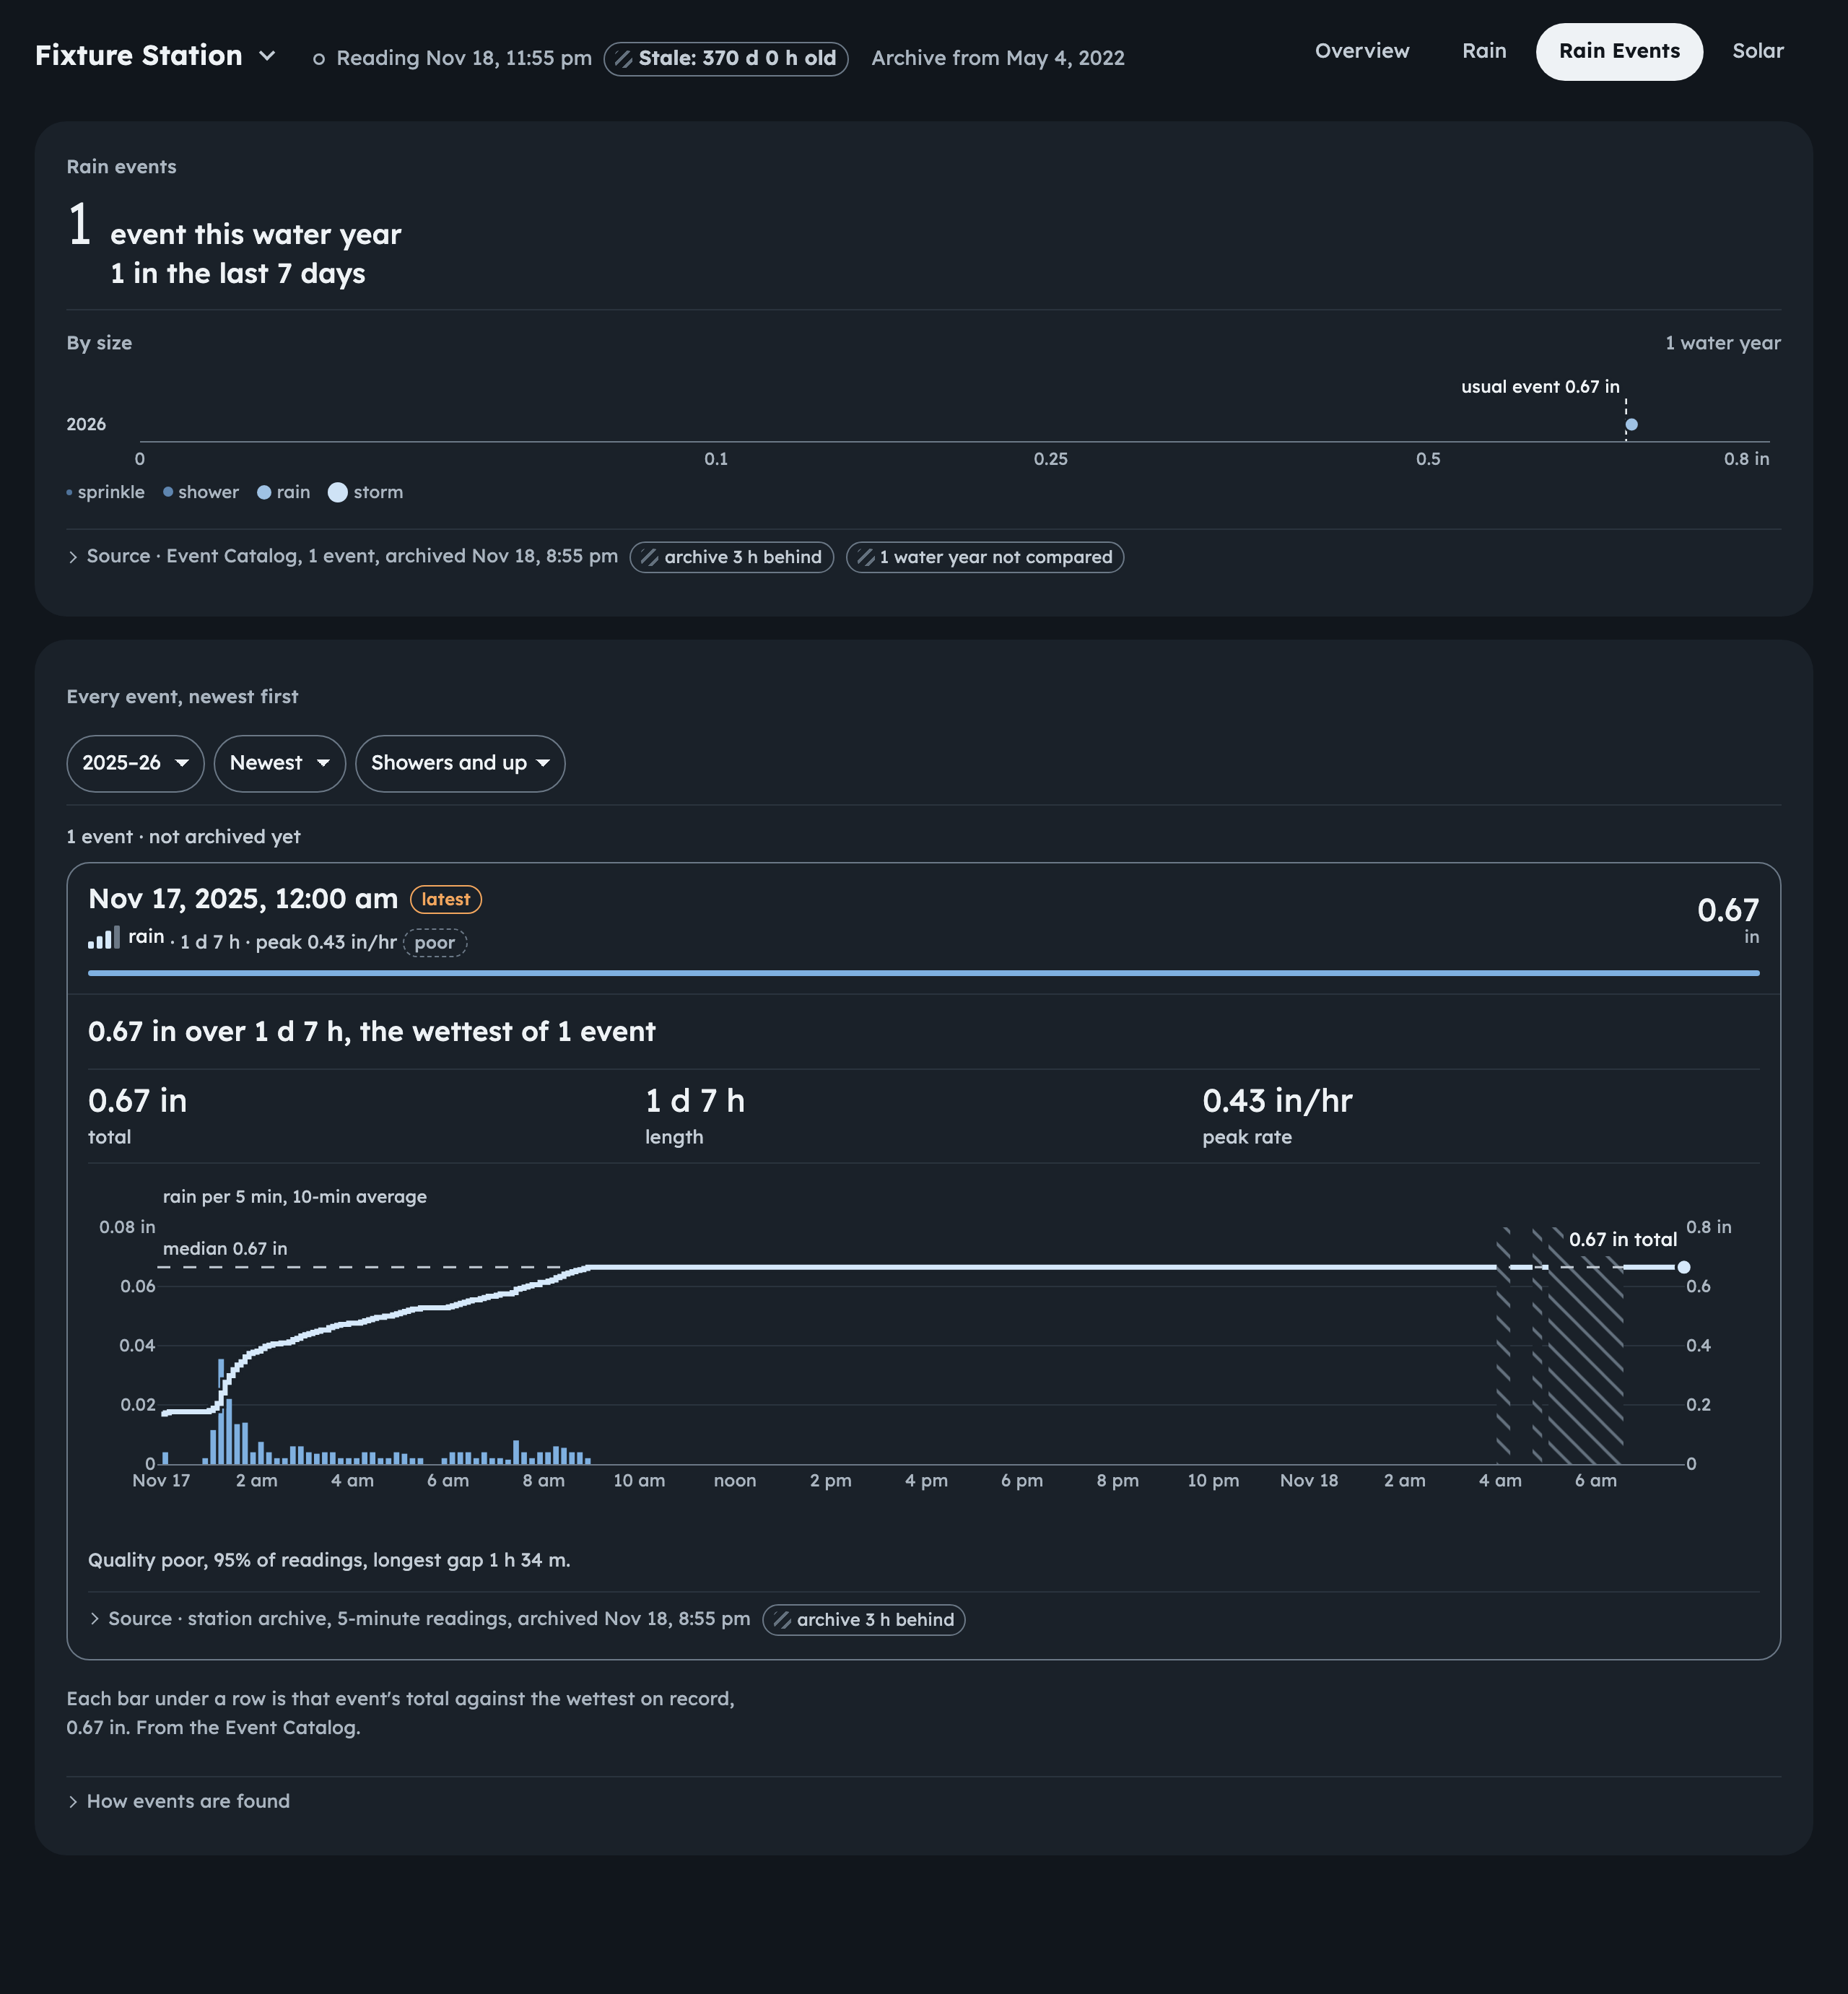 Fixture Station
Reading Nov 18, 11:55 pm
Stale: 370 d 0 h old
Archive from May 4, 2022
Overview
Rain
Rain Events
Solar
Rain events
1 event this water year
1 in the last 7 days
By size
1 water year
usual event 0.67 in
2026
0 0.1 0.25 0.5 0.8 in
sprinkle shower rain storm
Source · Event Catalog, 1 event, archived Nov 18, 8:55 pm
archive 3 h behind
1 water year not compared
Every event, newest first
2025–26
Newest
Showers and up
1 event · not archived yet
Nov 17, 2025, 12:00 am latest
0.67
in
rain · 1 d 7 h · peak 0.43 in/hr poor
0.67 in over 1 d 7 h, the wettest of 1 event
0.67 in
total
1 d 7 h
length
0.43 in/hr
peak rate
rain per 5 min, 10-min average
0.08 in
0.8 in
median 0.67 in
0.67 in total
0.06
0.6
0.04
0.4
0.02
0.2
0
0
Nov 17 2 am 4 am 6 am 8 am 10 am noon 2 pm 4 pm 6 pm 8 pm 10 pm Nov 18 2 am 4 am 6 am
Quality poor, 95% of readings, longest gap 1 h 34 m.
Source · station archive, 5-minute readings, archived Nov 18, 8:55 pm
archive 3 h behind
Each bar under a row is that event's total against the wettest on record,
0.67 in. From the Event Catalog.
How events are found